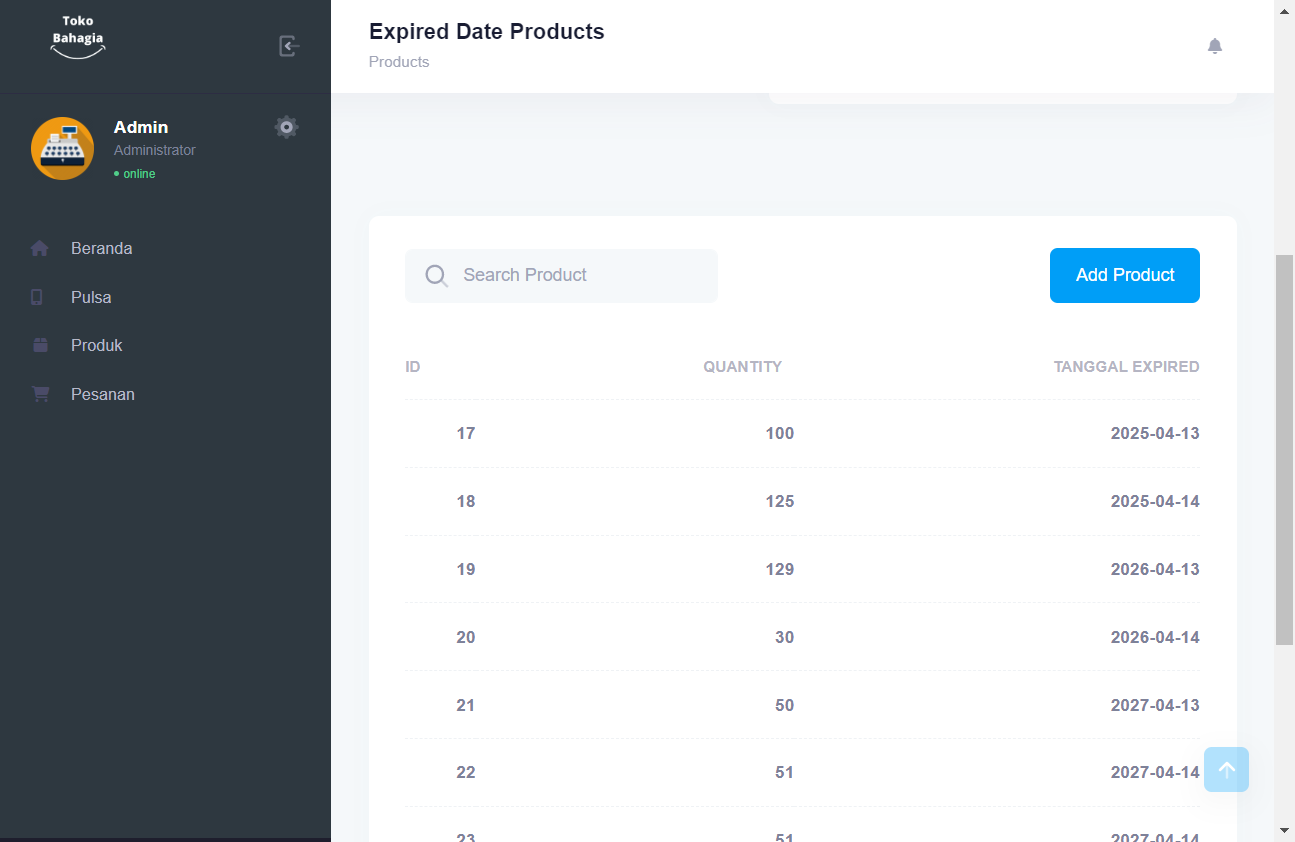 Toko
Bahagia
Expired Date Products
Products
Admin
Administrator
online
Beranda
Pulsa
Produk
Pesanan
Search Product
Add Product
ID QUANTITY TANGGAL EXPIRED
17 100 2025-04-13
18 125 2025-04-14
19 129 2026-04-13
20 30 2026-04-14
21 50 2027-04-13
22 51 2027-04-14
23 51 2027-04-14